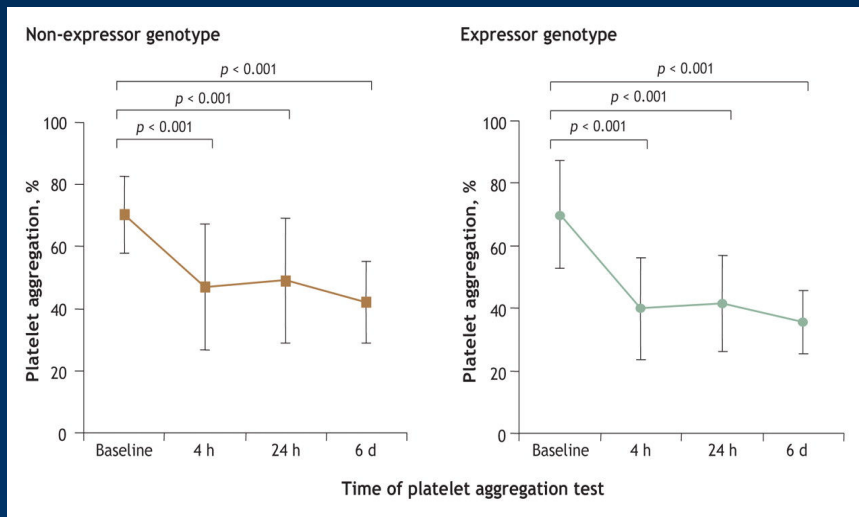 Non-expressor genotype
p < 0.001
p < 0.001
p < 0.001
100
80
60
40
20
0
Platelet aggregation, %
Baseline 4 h 24 h 6 d
Expressor genotype
p < 0.001
p < 0.001
p < 0.001
100
80
60
40
20
0
Platelet aggregation, %
Baseline 4 h 24 h 6 d
Time of platelet aggregation test